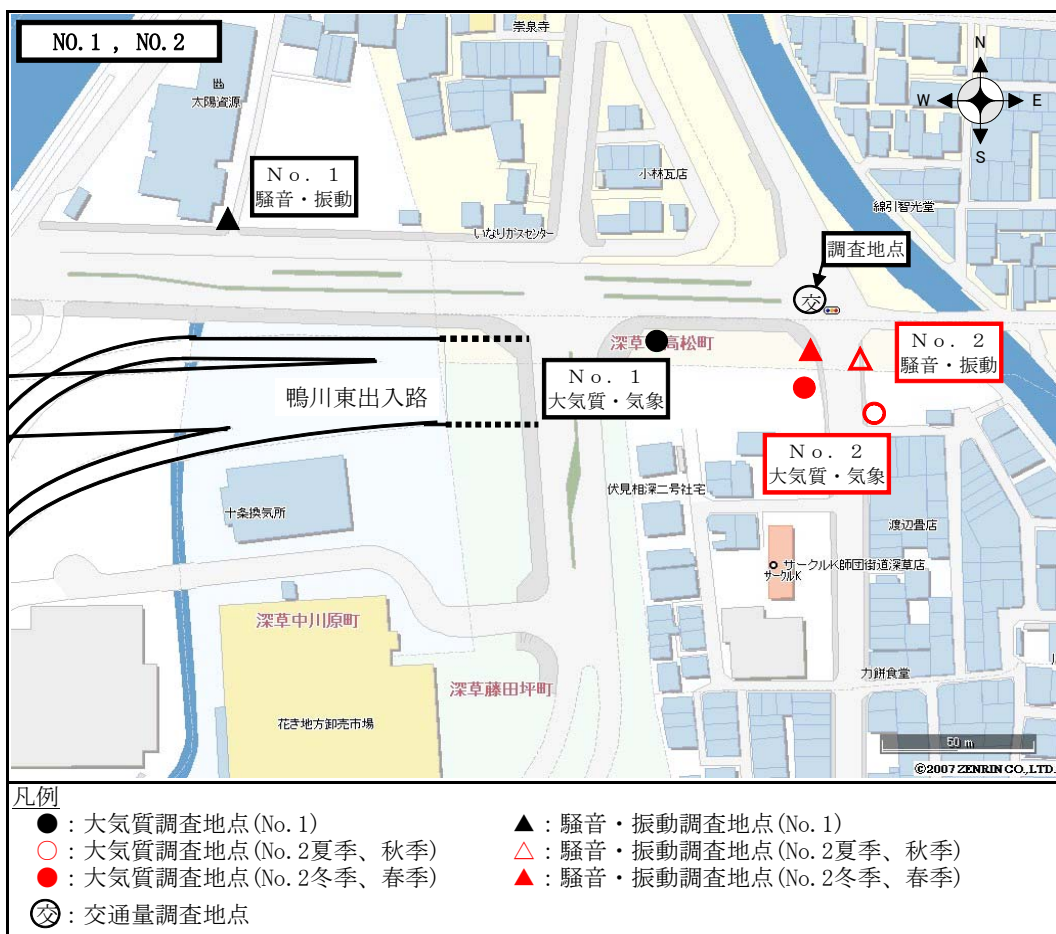 NO.1 , NO.2
崇泉寺
太陽資源
No. 1
騒音・振動
小林瓦店
いなりガスセンター
N
W
E
S
綿引智光堂
調査地点
交
深草
高松町
No. 2
騒音・振動
No. 1
大気質・気象
鴨川東出入路
No. 2
大気質・気象
伏見相深二号社宅
十条換気所
渡辺畳店
サークルK師団街道深草店
サークルK
深草中川原町
力餅食堂
深草藤田坪町
花き地方卸売市場
50 m
©2007 ZENRIN CO.,LTD.
凡例
●：大気質調査地点(No.1)
▲：騒音・振動調査地点(No.1)
○：大気質調査地点(No.2夏季、秋季)
△：騒音・振動調査地点(No.2夏季、秋季)
●：大気質調査地点(No.2冬季、春季)
▲：騒音・振動調査地点(No.2冬季、春季)
交：交通量調査地点